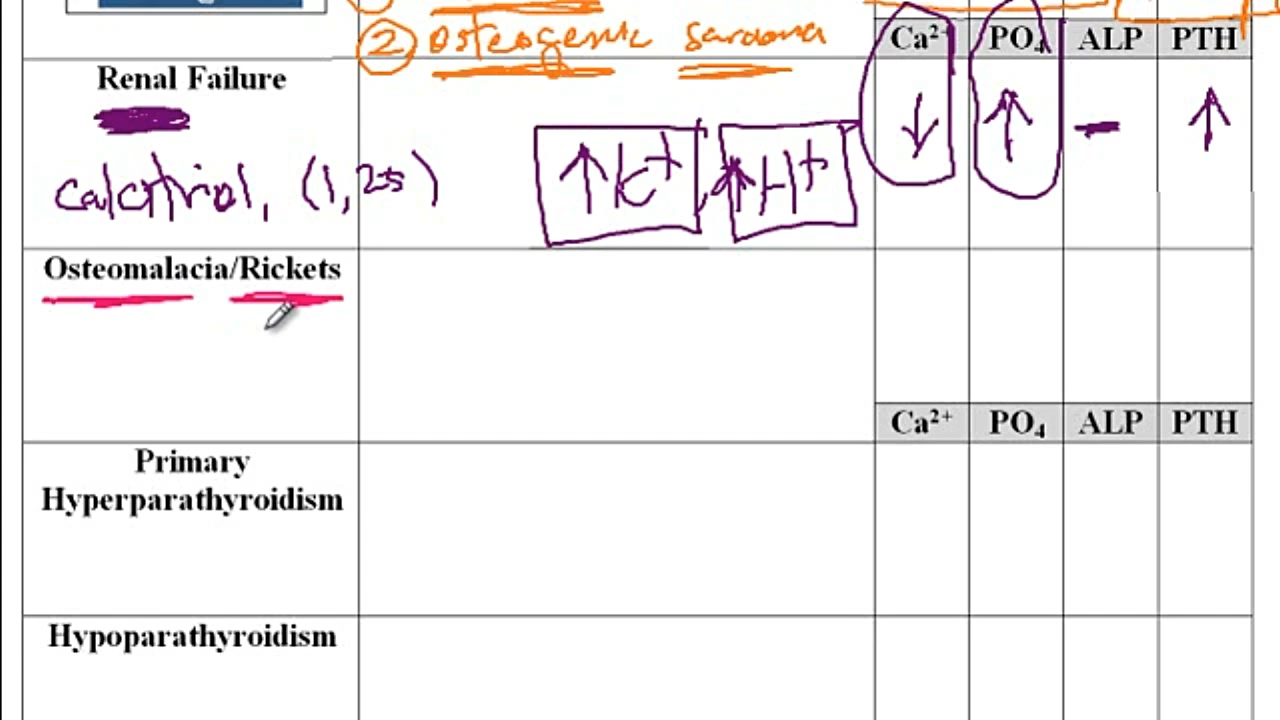 ② Osteogenic Sarcoma
Ca²⁺ PO₄ ALP PTH
Renal Failure
↓ ↑ - ↑
calcitriol, (1,25) ↑K⁺, ↑H⁺
Osteomalacia/Rickets
Ca²⁺ PO₄ ALP PTH
Primary
Hyperparathyroidism
Hypoparathyroidism